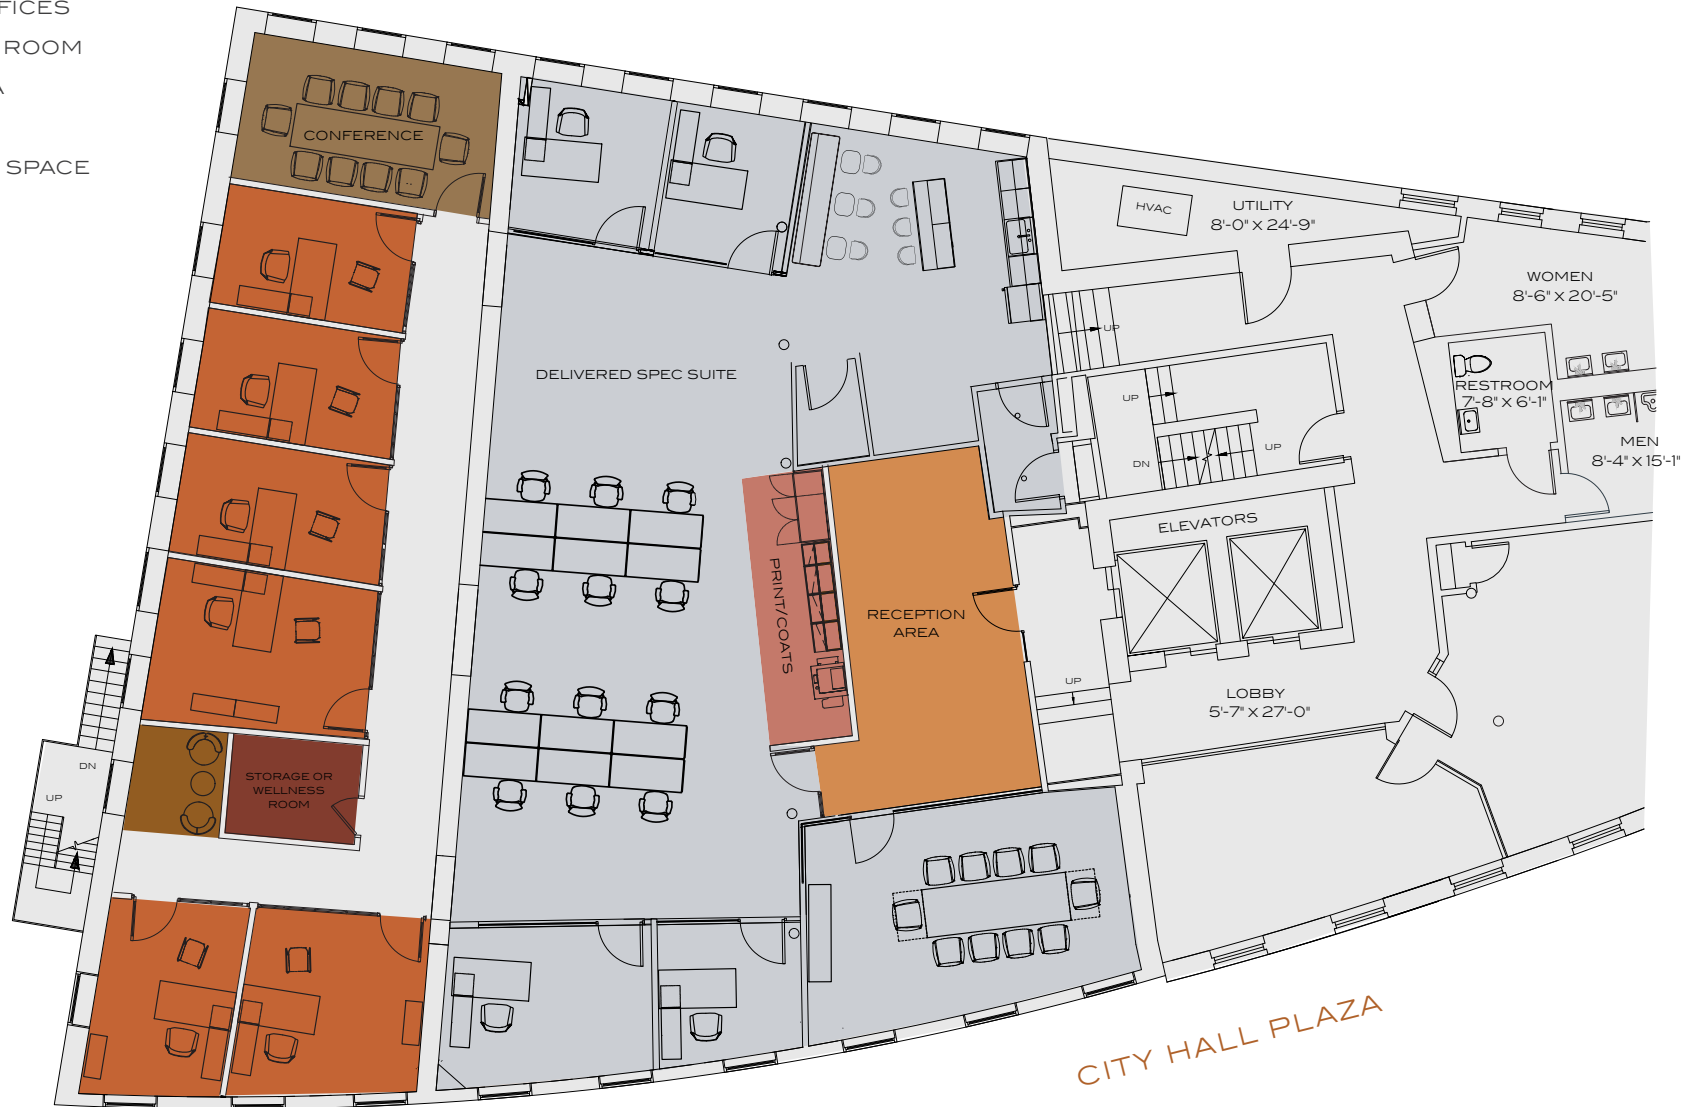 FICES
ROOM
A
SPACE
CONFERENCE
HVAC
UTILITY
8'-0" X 24'-9"
WOMEN
8'-6" X 20'-5"
UP
DELIVERED SPEC SUITE
UP
RESTROOM
7'-8" X 6'-1"
UP
DN
MEN
8'-4" X 15'-1"
ELEVATORS
PRINT/COATS
RECEPTION
AREA
UP
LOBBY
5'-7" X 27'-0"
DN
UP
STORAGE OR
WELLNESS
ROOM
CITY HALL PLAZA